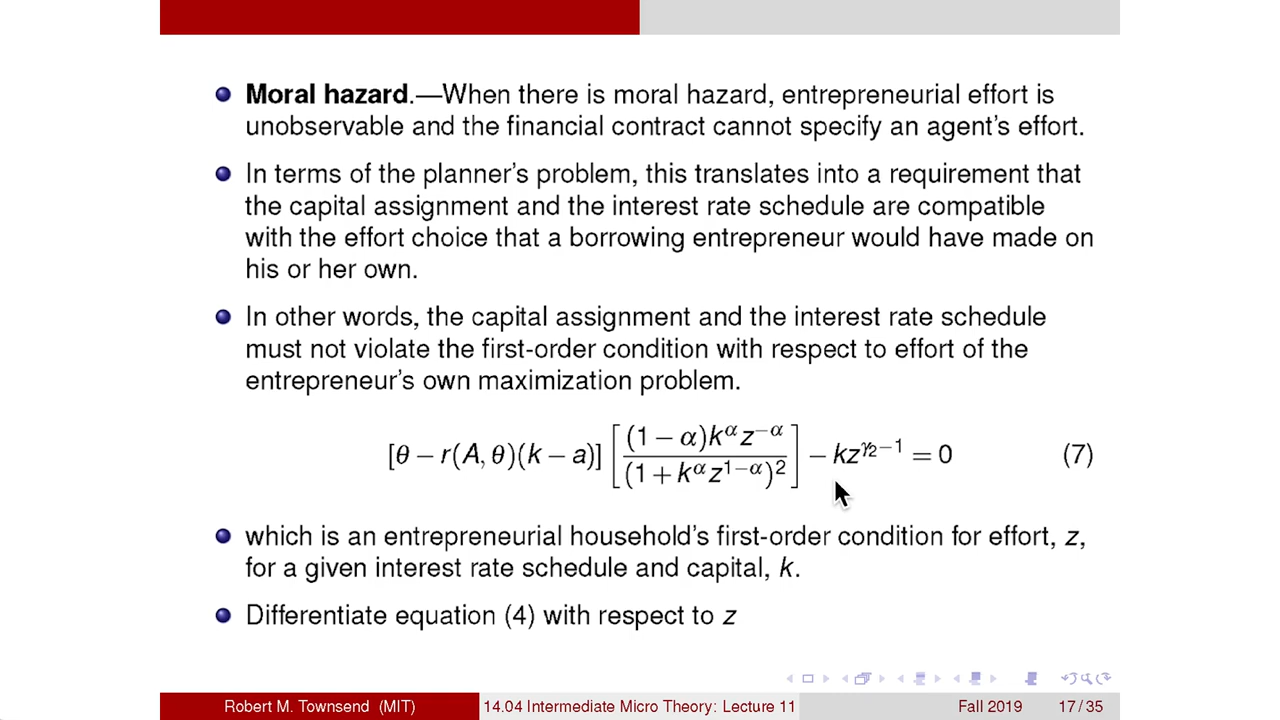 Moral hazard.—When there is moral hazard, entrepreneurial effort is
unobservable and the financial contract cannot specify an agent's effort.
In terms of the planner's problem, this translates into a requirement that
the capital assignment and the interest rate schedule are compatible
with the effort choice that a borrowing entrepreneur would have made on
his or her own.
In other words, the capital assignment and the interest rate schedule
must not violate the first-order condition with respect to effort of the
entrepreneur's own maximization problem.
[θ − r(A, θ)(k − a)] [(1 − α)k^α z^{−α} / (1 + k^α z^{1−α})^2] − kz^{γ_2−1} = 0 (7)
which is an entrepreneurial household's first-order condition for effort, z,
for a given interest rate schedule and capital, k.
Differentiate equation (4) with respect to z
Robert M. Townsend (MIT) 14.04 Intermediate Micro Theory: Lecture 11 Fall 2019 17 / 35